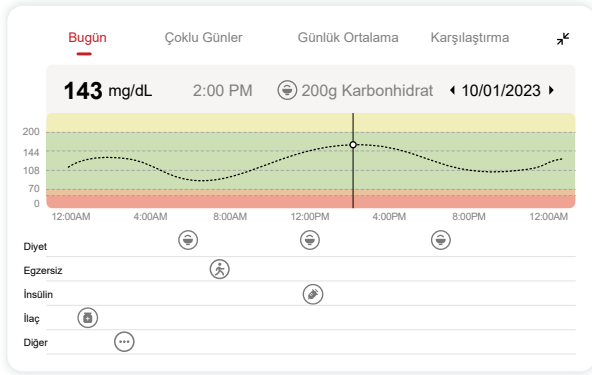 Bugün Çoklu Günler Günlük Ortalama Karşılaştırma
143 mg/dL 2:00 PM 200g Karbonhidrat 10/01/2023
200
144
108
70
0
12:00AM 4:00AM 8:00AM 12:00PM 4:00PM 8:00PM 12:00AM
Diyet
Egzersiz
İnsülin
İlaç
Diğer